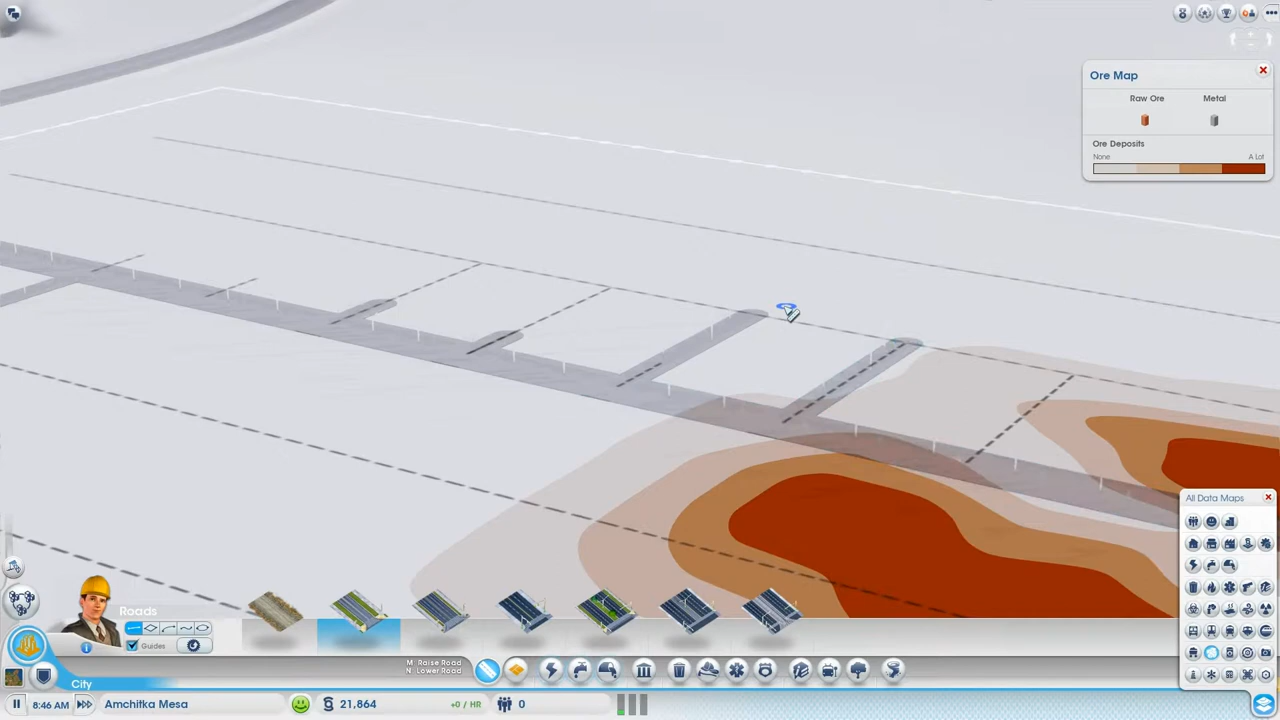 Ore Map
Raw Ore Metal
Ore Deposits
None A Lot
All Data Maps
Roads
Guides
M: Raise Road
N: Lower Road
City
8:46 AM Amchitka Mesa 21,864 +0 / HR 0